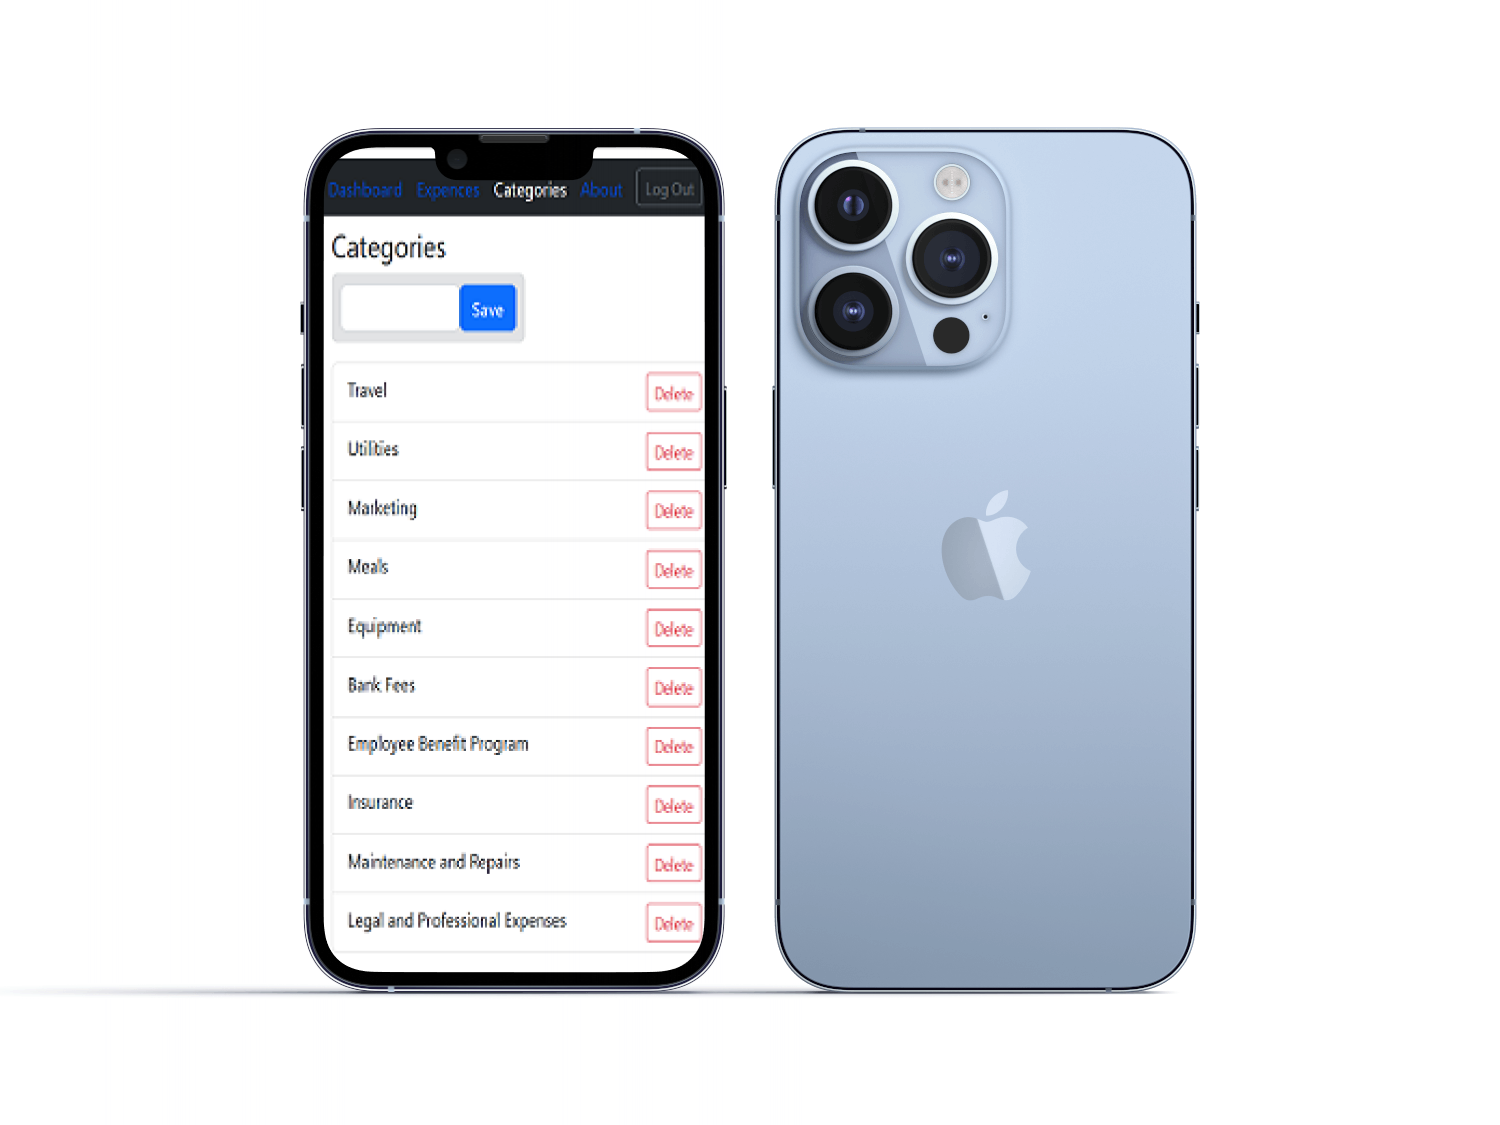 Dashboard Expences Categories About Log Out
Categories
Save
Travel Delete
Utilities Delete
Marketing Delete
Meals Delete
Equipment Delete
Bank Fees Delete
Employee Benefit Program Delete
Insurance Delete
Maintenance and Repairs Delete
Legal and Professional Expenses Delete